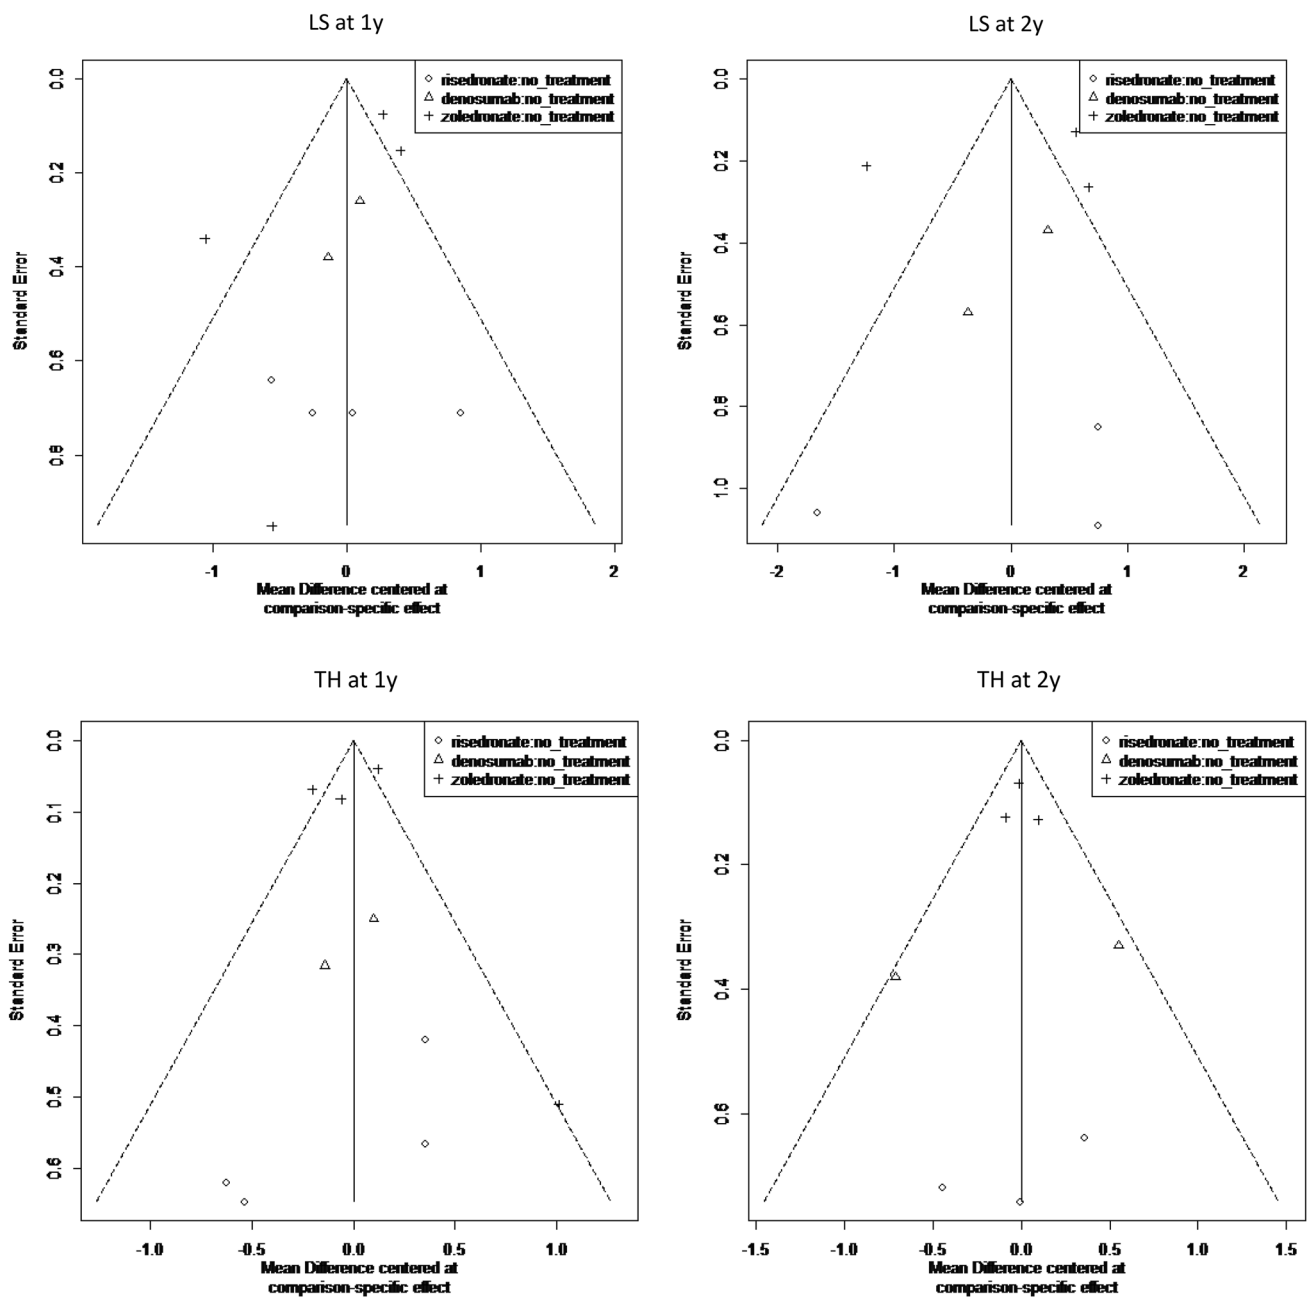 LS at 1y
0.0
0.2
0.4
0.6
0.8
Standard Error
risedronate:no_treatment
denosumab:no_treatment
zoledronate:no_treatment
-1
0
1
2
Mean Difference centered at
comparison-specific effect
LS at 2y
0.0
0.2
0.4
0.6
0.8
1.0
Standard Error
risedronate:no_treatment
denosumab:no_treatment
zoledronate:no_treatment
-2
-1
0
1
2
Mean Difference centered at
comparison-specific effect
TH at 1y
0.0
0.1
0.2
0.3
0.4
0.5
0.6
Standard Error
risedronate:no_treatment
denosumab:no_treatment
zoledronate:no_treatment
-1.0
-0.5
0.0
0.5
1.0
Mean Difference centered at
comparison-specific effect
TH at 2y
0.0
0.2
0.4
0.6
Standard Error
risedronate:no_treatment
denosumab:no_treatment
zoledronate:no_treatment
-1.5
-1.0
-0.5
0.0
0.5
1.0
1.5
Mean Difference centered at
comparison-specific effect